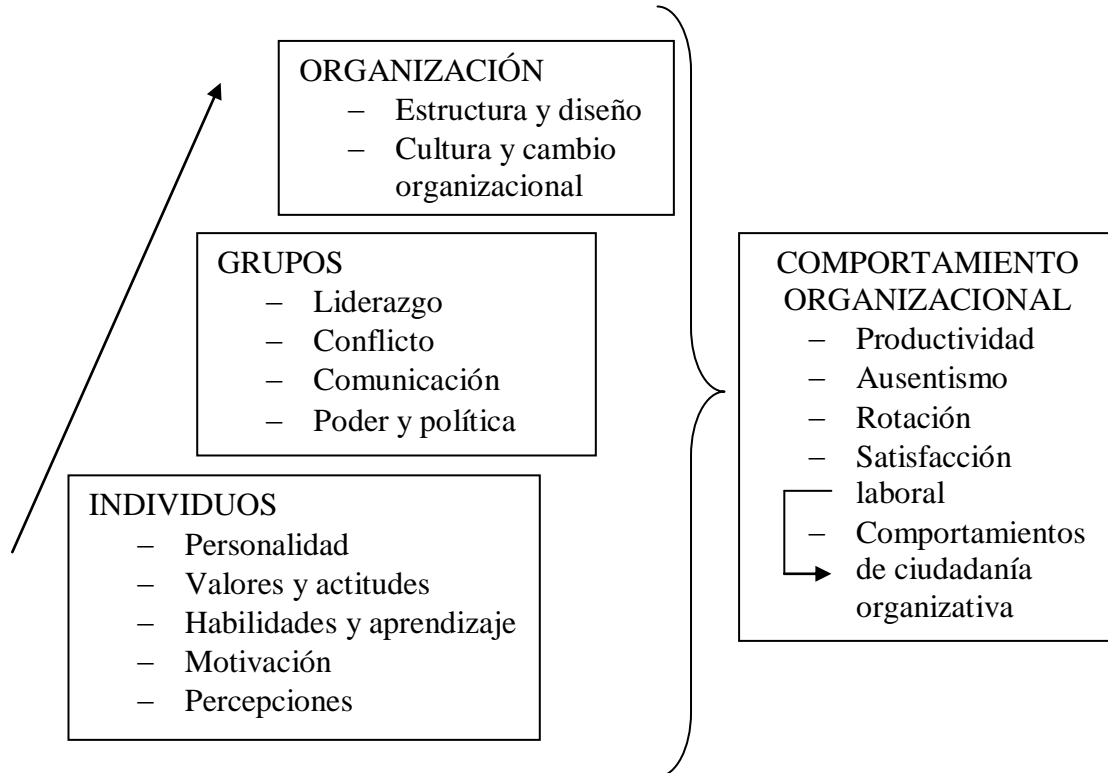 ORGANIZACIÓN
– Estructura y diseño
– Cultura y cambio
organizacional
GRUPOS
– Liderazgo
– Conflicto
– Comunicación
– Poder y política
INDIVIDUOS
– Personalidad
– Valores y actitudes
– Habilidades y aprendizaje
– Motivación
– Percepciones
COMPORTAMIENTO
ORGANIZACIONAL
– Productividad
– Ausentismo
– Rotación
– Satisfacción
laboral
– Comportamientos
de ciudadanía
organizativa